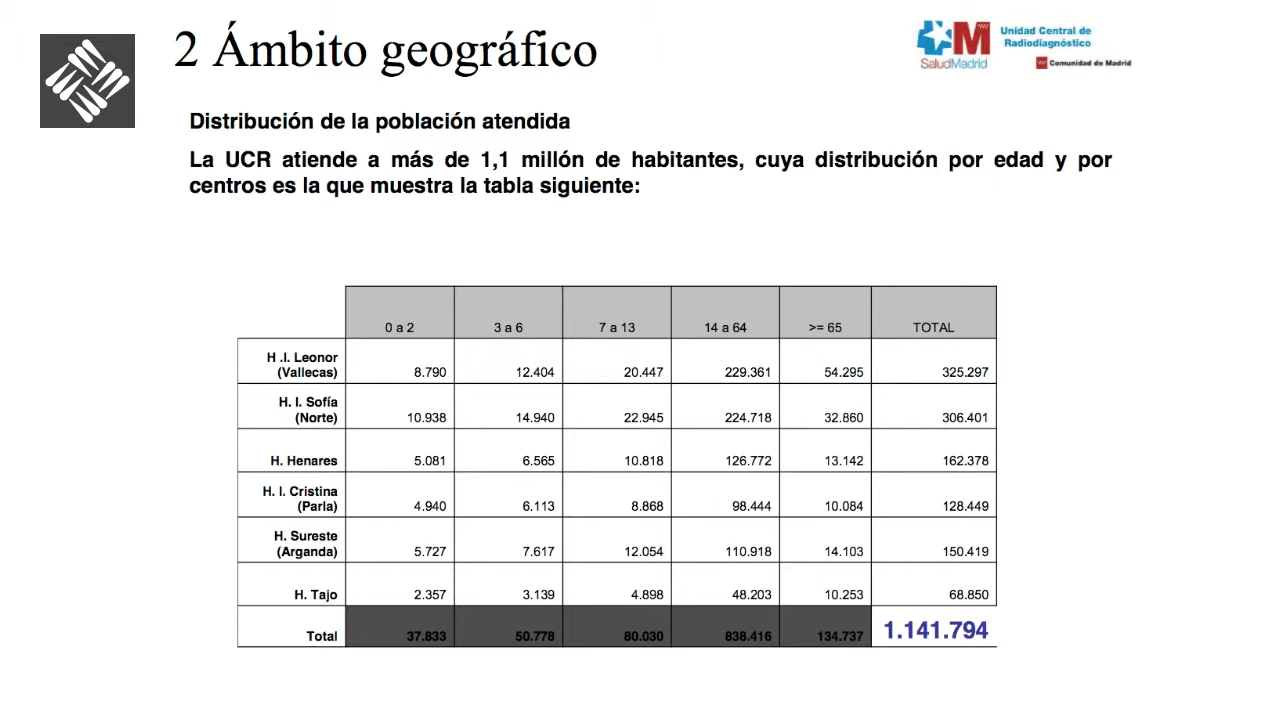 2 Ámbito geográfico
SaludMadrid
Unidad Central de
Radiodiagnóstico
Comunidad de Madrid
Distribución de la población atendida
La UCR atiende a más de 1,1 millón de habitantes, cuya distribución por edad y por
centros es la que muestra la tabla siguiente:
0 a 2 3 a 6 7 a 13 14 a 64 >= 65 TOTAL
H .I. Leonor
(Vallecas) 8.790 12.404 20.447 229.361 54.295 325.297
H. I. Sofía
(Norte) 10.938 14.940 22.945 224.718 32.860 306.401
H. Henares 5.081 6.565 10.818 126.772 13.142 162.378
H. I. Cristina
(Parla) 4.940 6.113 8.868 98.444 10.084 128.449
H. Sureste
(Arganda) 5.727 7.617 12.054 110.918 14.103 150.419
H. Tajo 2.357 3.139 4.898 48.203 10.253 68.850
Total 37.833 50.778 80.030 838.416 134.737 1.141.794